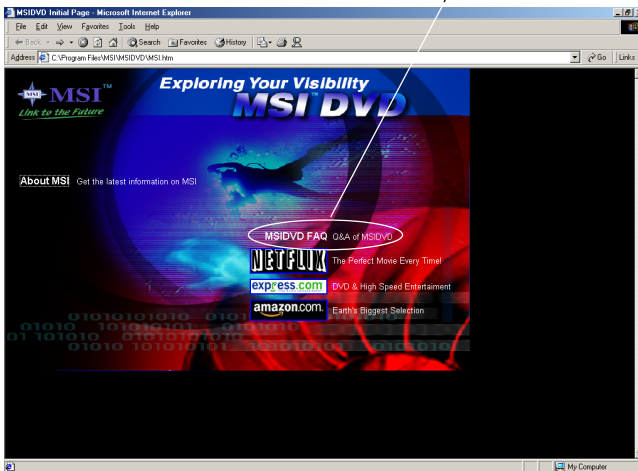 MSIDVD Initial Page - Microsoft Internet Explorer
File Edit View Favorites Tools Help
Back Search Favorites History
Address C:\Program Files\MSI\MSIDVD\MSI.htm Go Links
Exploring Your Visibility
MSI DVD
MSI MSI™
Link to the Future
About MSI Get the latest information on MSI
MSIDVD FAQ Q&A of MSIDVD
NETFLIX The Perfect Movie Every Time!
express.com DVD & High Speed Entertaiment
amazon.com. Earth's Biggest Selection
My Computer